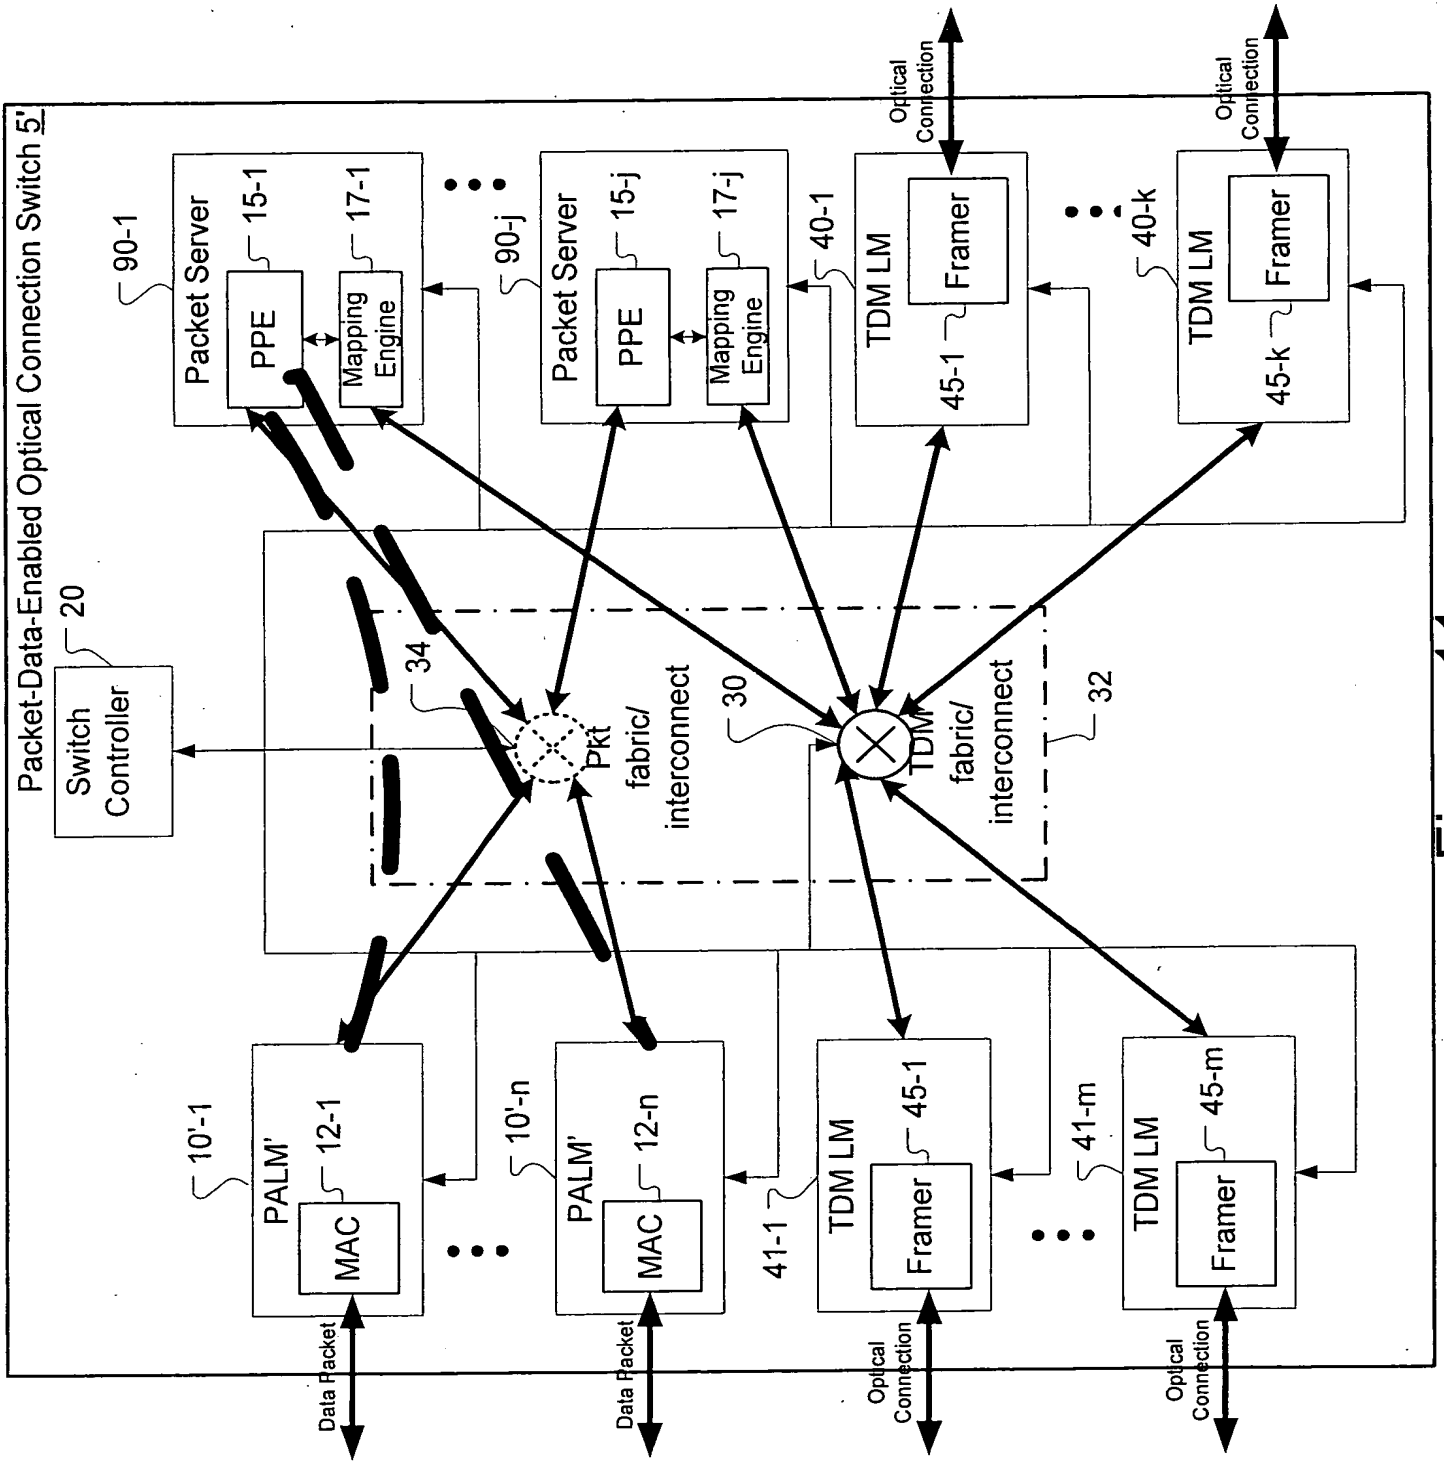 Packet-Data-Enabled Optical Connection Switch 5'
Switch
Controller
20
10'-1
PALM'
12-1
MAC
Data Packet
10'-n
PALM'
12-n
MAC
Data Packet
41-1
TDM LM
45-1
Framer
Optical
Connection
41-m
TDM LM
45-m
Framer
Optical
Connection
34
Pkt
fabric/
interconnect
30
TDM
fabric/
interconnect
32
90-1
Packet Server
15-1
PPE
17-1
Mapping
Engine
90-j
Packet Server
15-j
PPE
17-j
Mapping
Engine
40-1
TDM LM
45-1
Framer
Optical
Connection
40-k
TDM LM
45-k
Framer
Optical
Connection